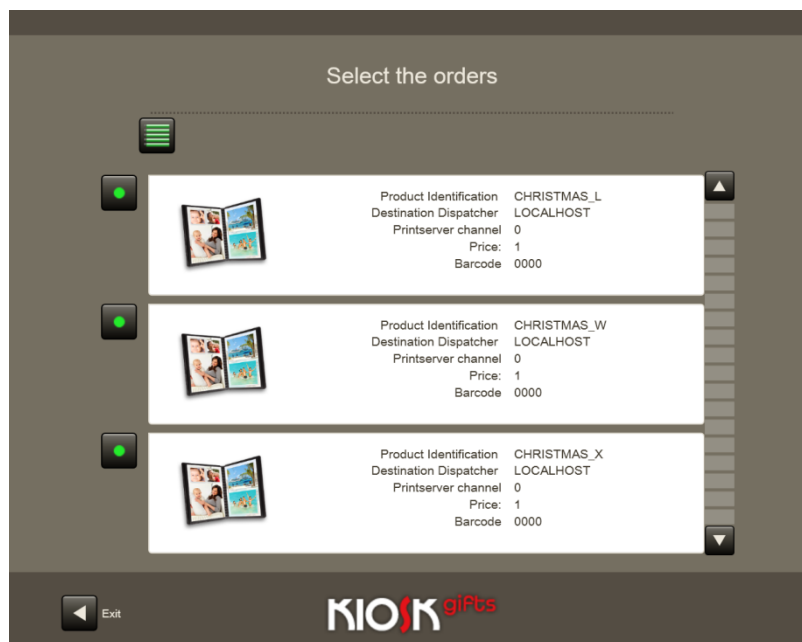 Select the orders
Product Identification CHRISTMAS_L
Destination Dispatcher LOCALHOST
Printserver channel 0
Price: 1
Barcode 0000
Product Identification CHRISTMAS_W
Destination Dispatcher LOCALHOST
Printserver channel 0
Price: 1
Barcode 0000
Product Identification CHRISTMAS_X
Destination Dispatcher LOCALHOST
Printserver channel 0
Price: 1
Barcode 0000
Exit
KIOSK gifts